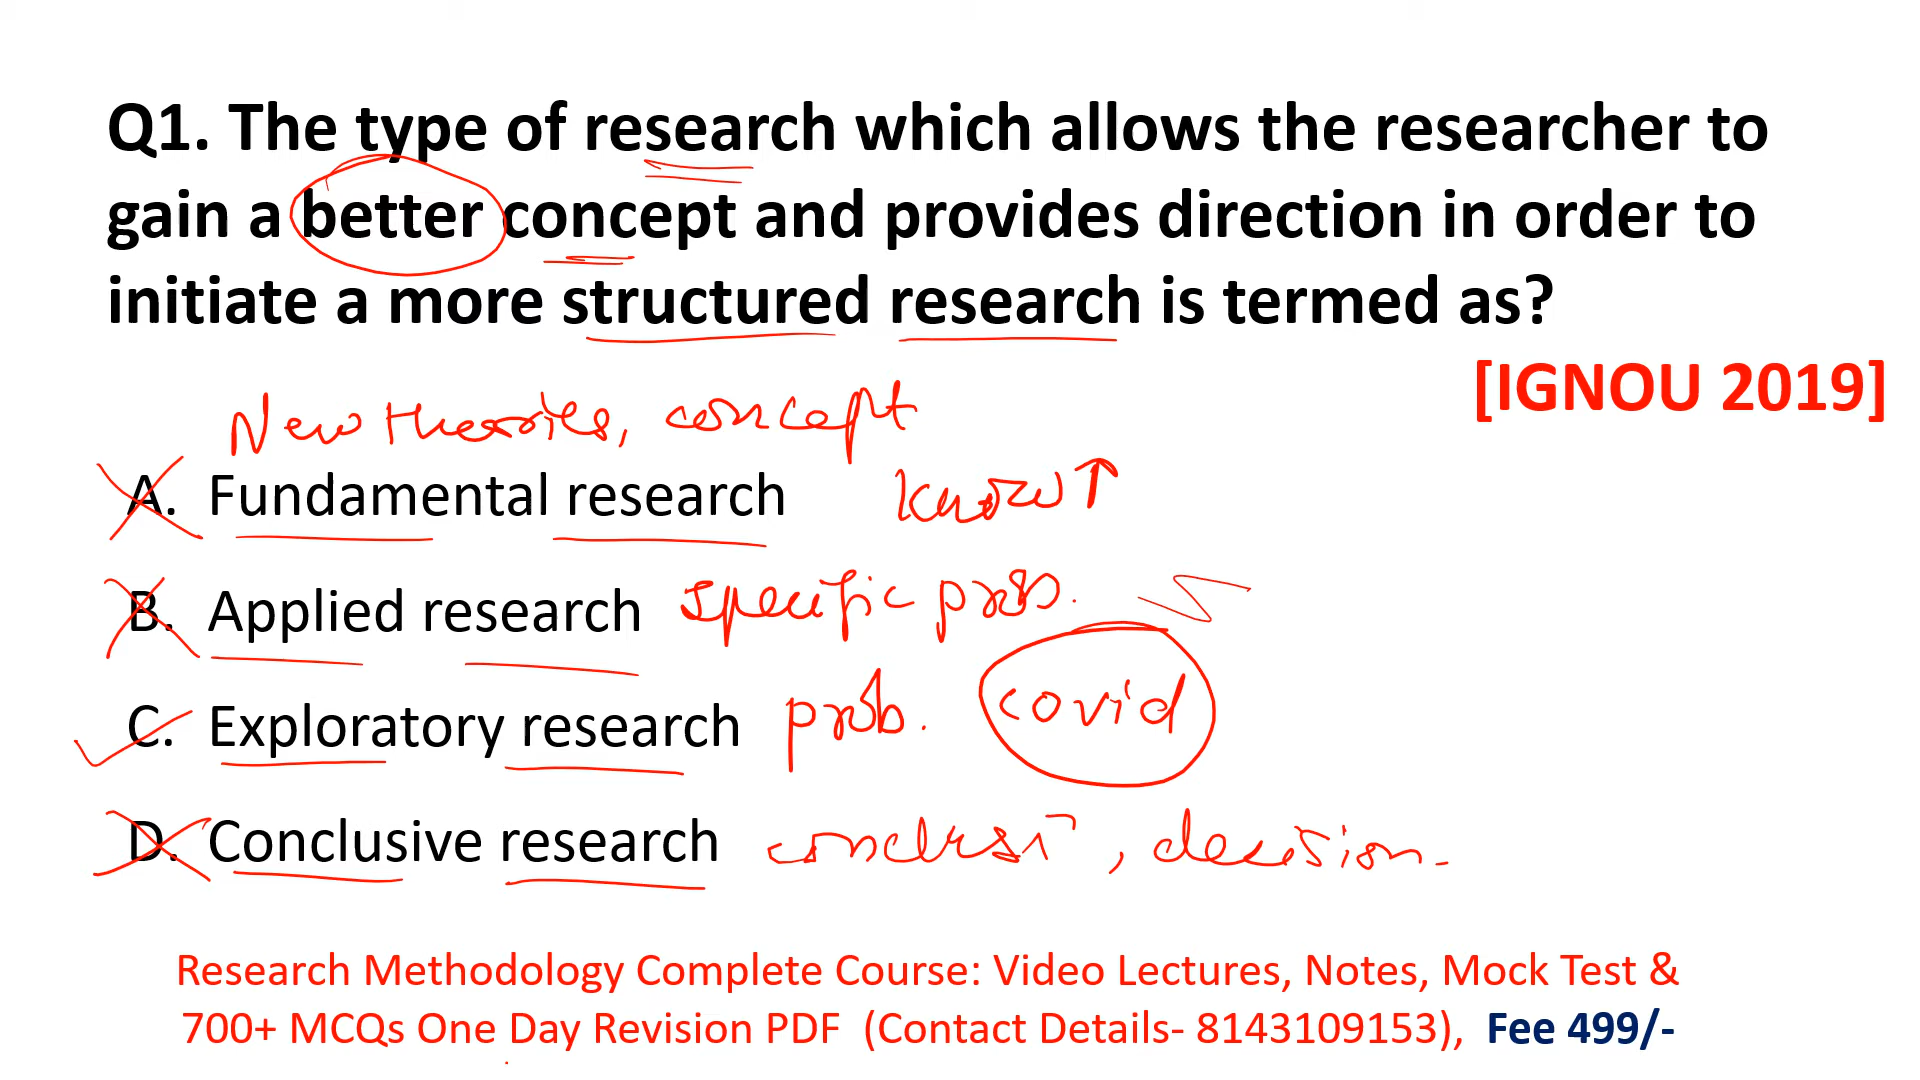 Q1. The type of research which allows the researcher to
gain a better concept and provides direction in order to
initiate a more structured research is termed as?
[IGNOU 2019]
New theories, concept
A. Fundamental research know ↑
B. Applied research specific prob.
C. Exploratory research prob. covid
D. Conclusive research , decision.
Research Methodology Complete Course: Video Lectures, Notes, Mock Test &
700+ MCQs One Day Revision PDF (Contact Details- 8143109153), Fee 499/-